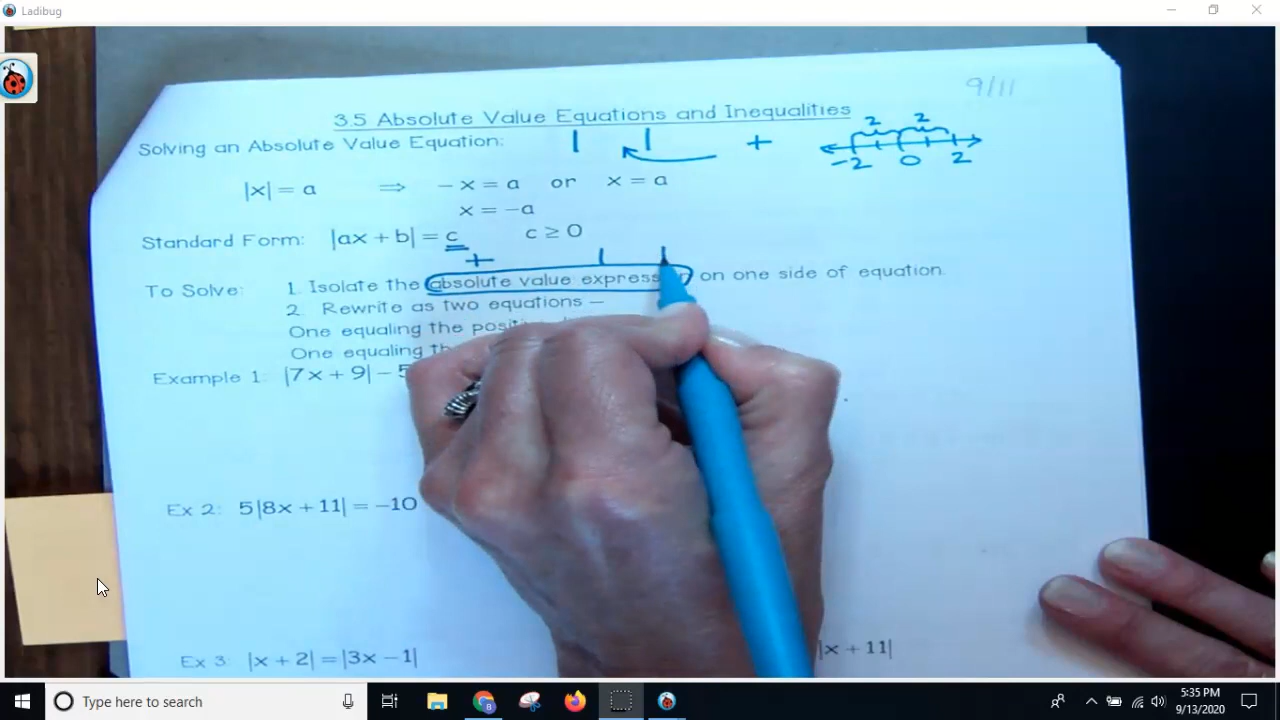 Ladibug
9/11
3.5 Absolute Value Equations and Inequalities
Solving an Absolute Value Equation: | | +
2 2
-2 0 2
|x| = a ⟹ -x = a or x = a
x = -a
Standard Form: |ax + b| = c c ≥ 0
+ | |
To Solve: 1. Isolate the absolute value expression on one side of equation.
2. Rewrite as two equations –
One equaling the
One equaling
Example 1: |7x + 9| - 5
Ex 2: 5|8x + 11| = -10
Ex 3: |x + 2| = |3x - 1|
|x + 11|
Type here to search
5:35 PM
9/13/2020